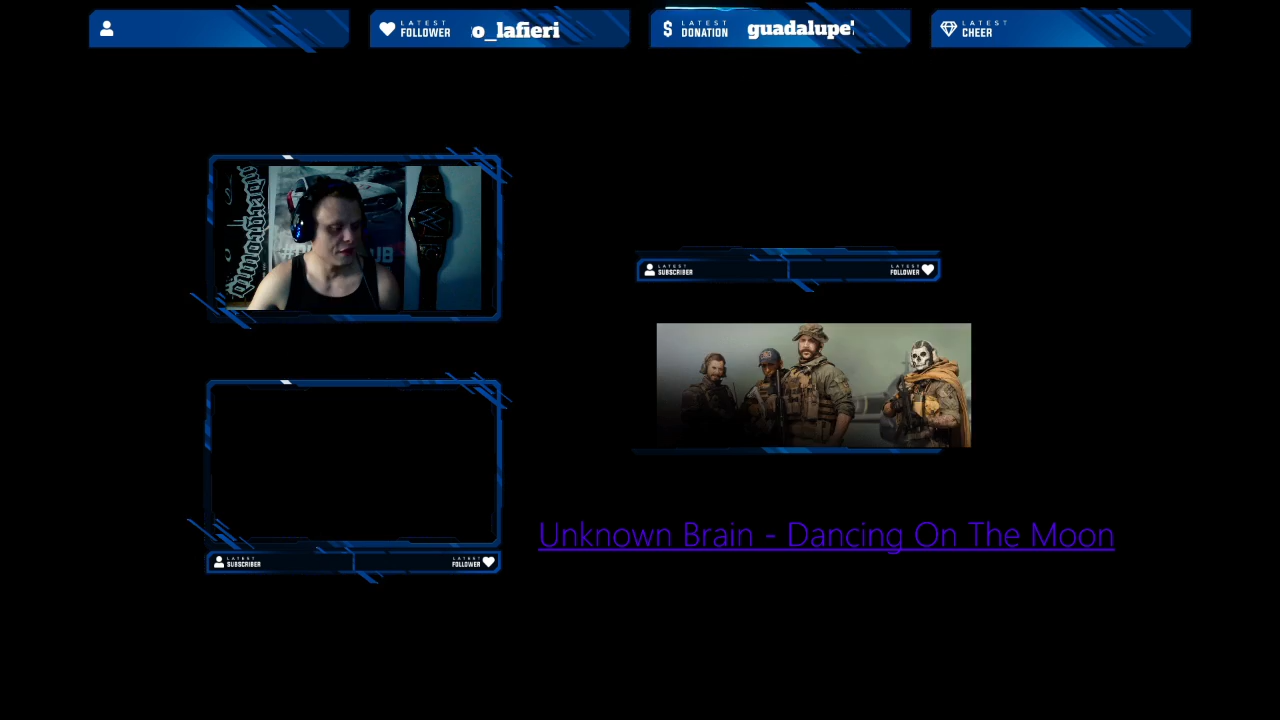 LATEST
FOLLOWER
o_lafieri
LATEST
DONATION
guadalupe
LATEST
CHEER
LATEST
SUBSCRIBER
LATEST
FOLLOWER
Unknown Brain - Dancing On The Moon
LATEST
SUBSCRIBER
LATEST
FOLLOWER